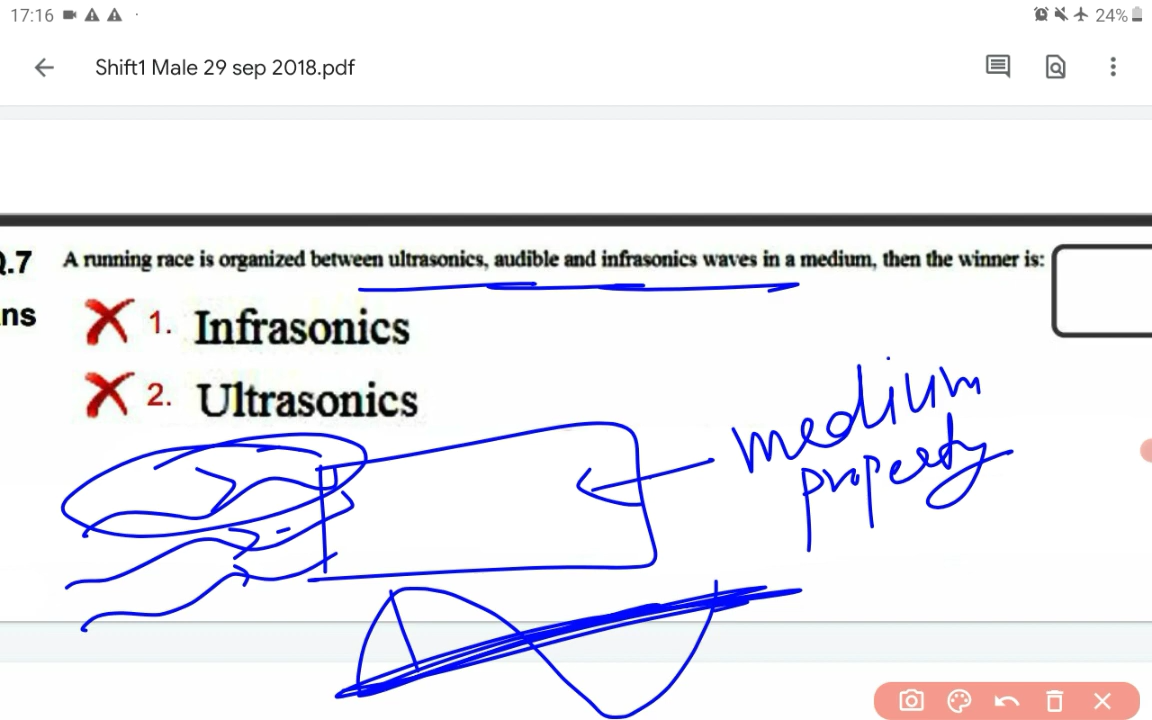 17:16
24%
Shift1 Male 29 sep 2018.pdf
Q.7 A running race is organized between ultrasonics, audible and infrasonics waves in a medium, then the winner is:
ns
1. Infrasonics
2. Ultrasonics
medium
property